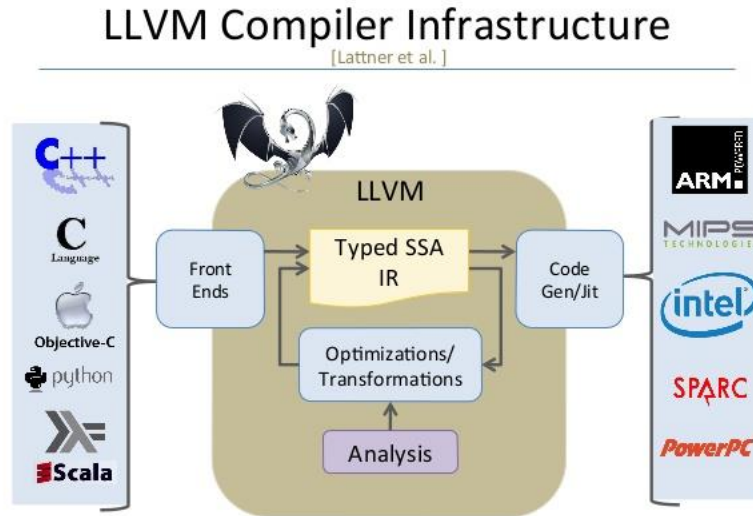 LLVM Compiler Infrastructure
[Lattner et al. ]
C++
C
Language
Objective-C
python
Scala
LLVM
Front
Ends
Typed SSA
IR
Code
Gen/Jit
Optimizations/
Transformations
Analysis
ARM
POWERED
MIPS
TECHNOLOGIES
intel
SPARC
PowerPC